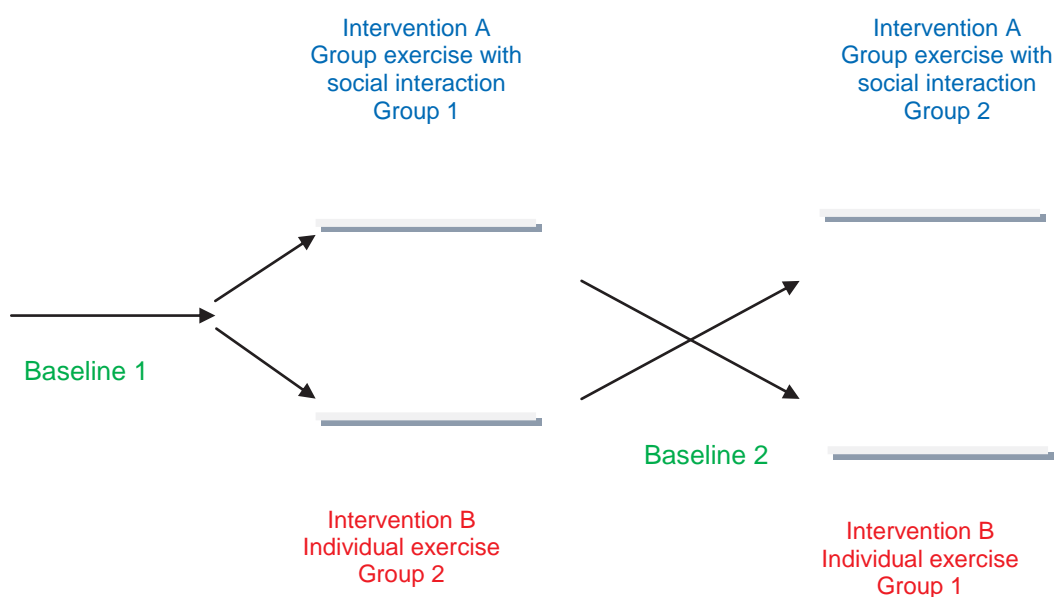 Intervention A
Group exercise with
social interaction
Group 1
Intervention A
Group exercise with
social interaction
Group 2
Baseline 1
Baseline 2
Intervention B
Individual exercise
Group 2
Intervention B
Individual exercise
Group 1